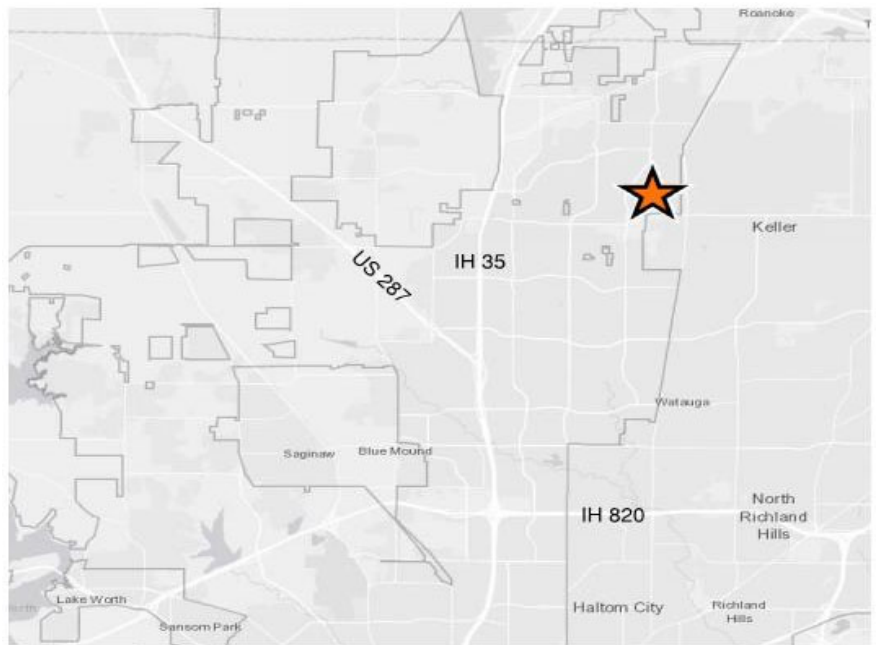 Roanoke
Keller
US 287
IH 35
Watauga
Saginaw
Blue Mound
North
Richland
Hills
IH 820
Lake Worth
Haltom City
Richland
Hills
Sansom Park